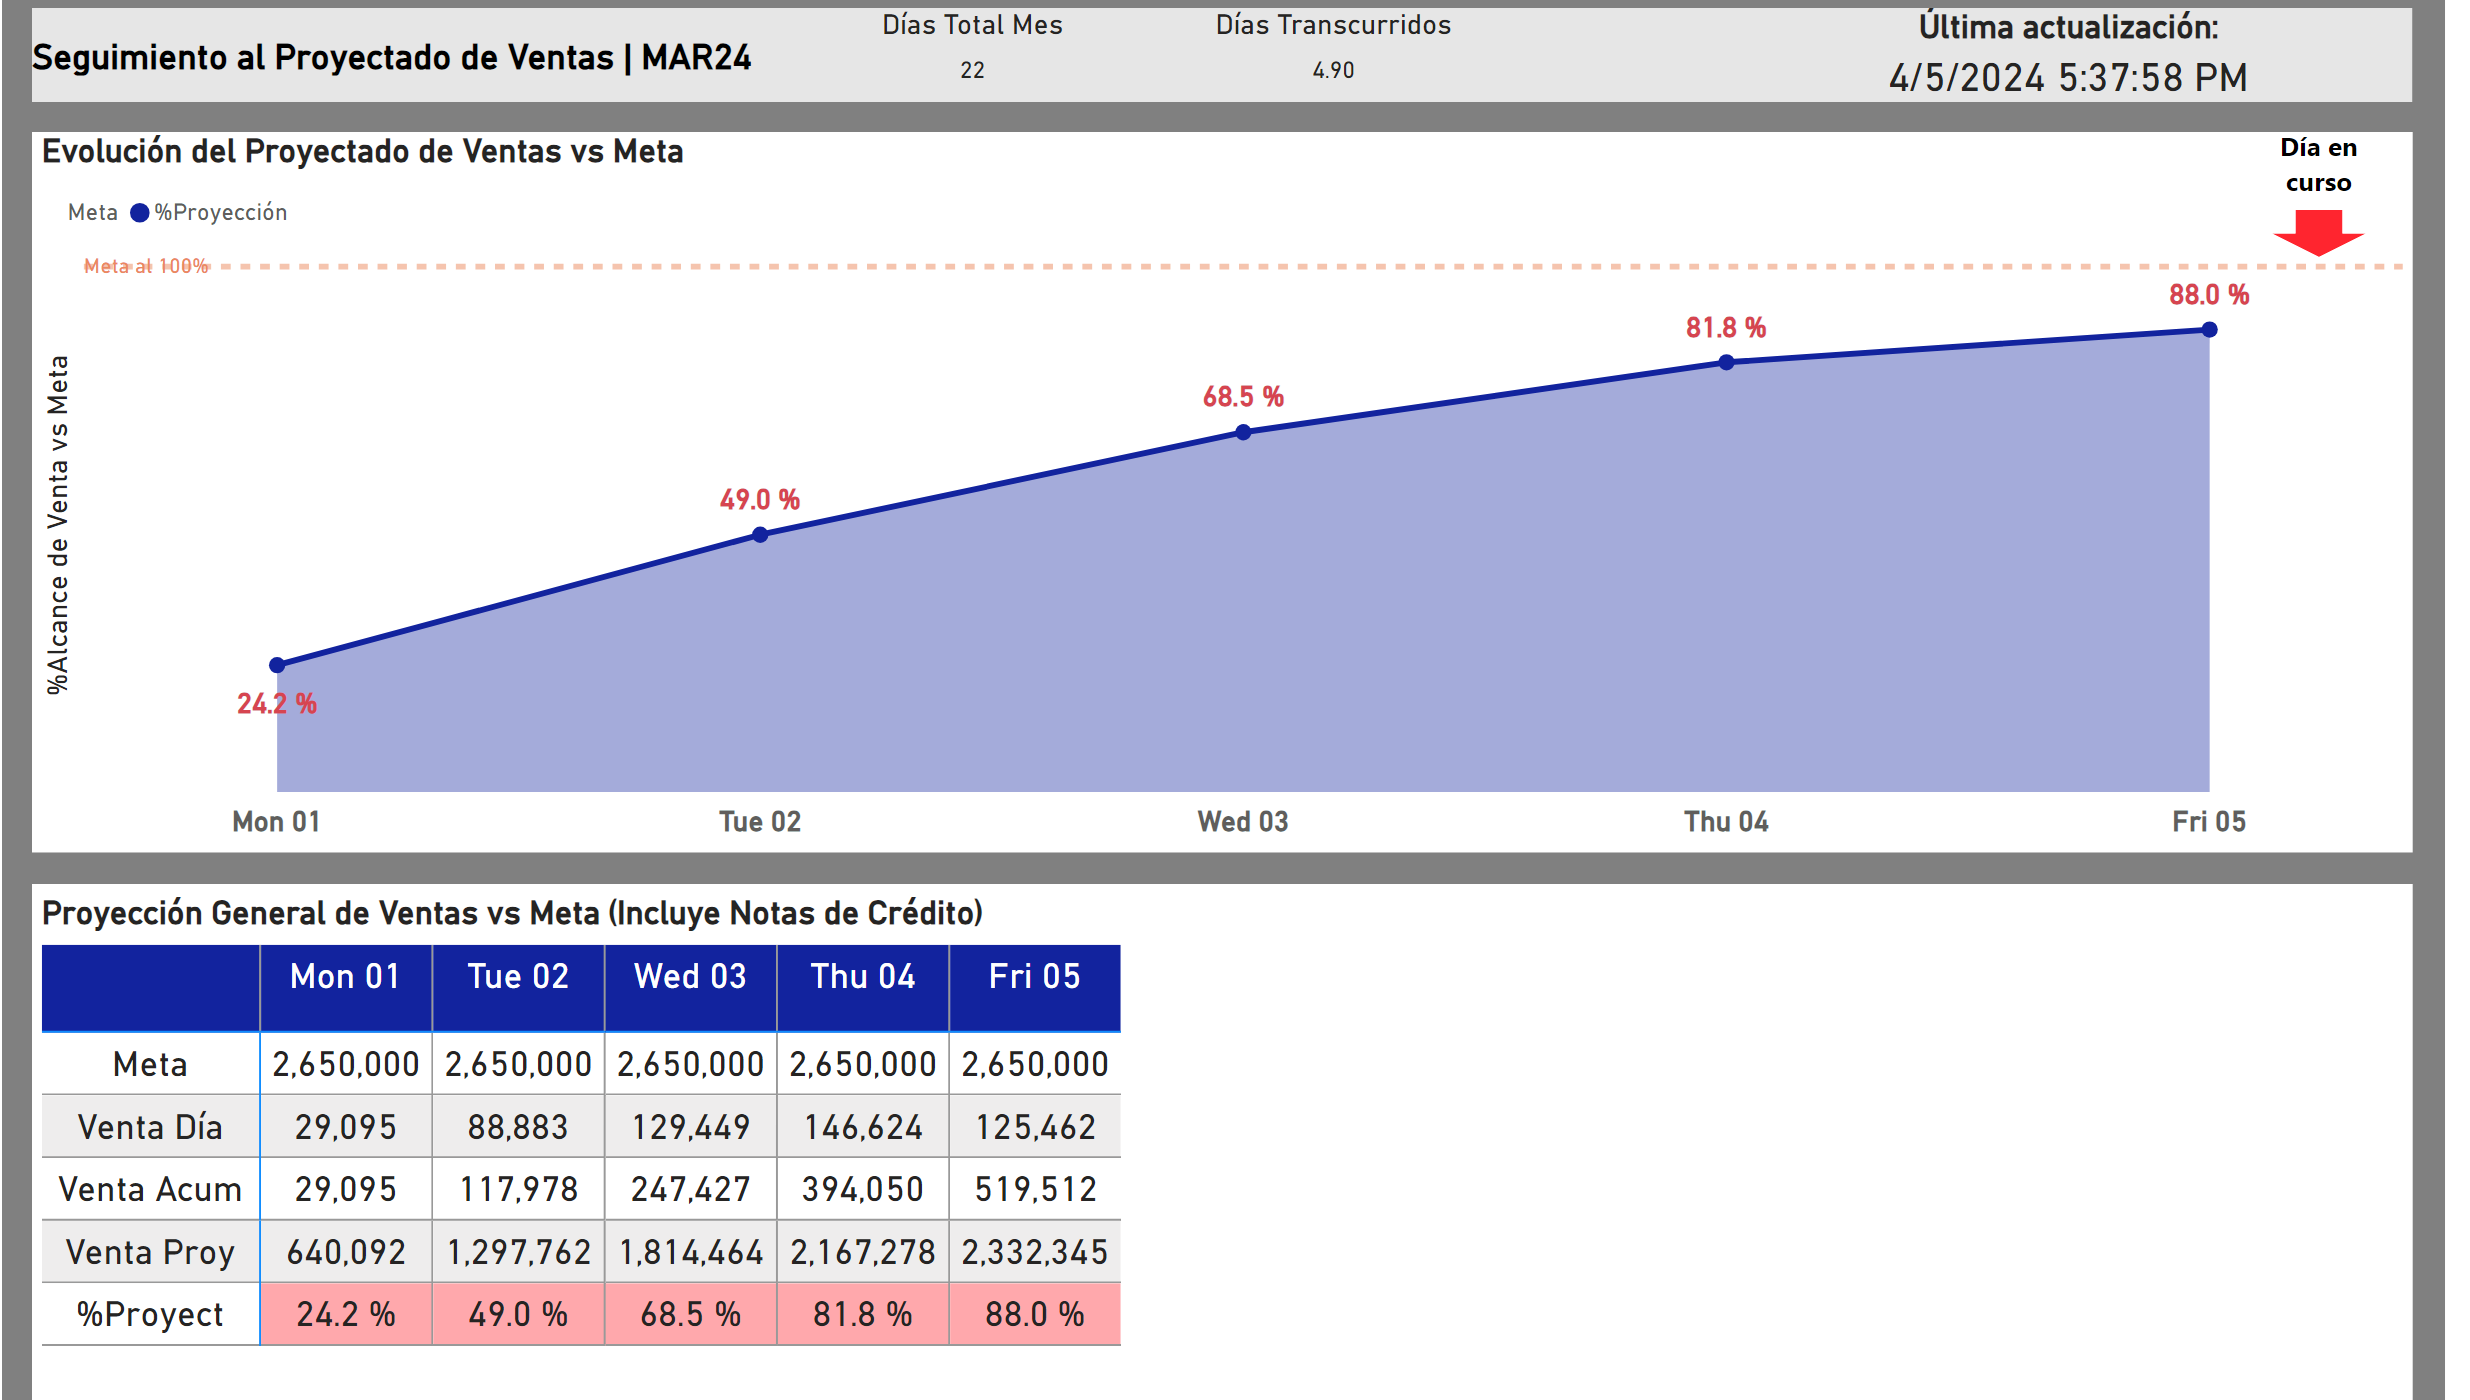 Seguimiento al Proyectado de Ventas | MAR24
Días Total Mes
22
Días Transcurridos
4.90
Última actualización:
4/5/2024 5:37:58 PM
Evolución del Proyectado de Ventas vs Meta
Día en
curso
Meta %Proyección
Meta al 100%
%Alcance de Venta vs Meta
24.2 %
49.0 %
68.5 %
81.8 %
88.0 %
Mon 01 Tue 02 Wed 03 Thu 04 Fri 05
Proyección General de Ventas vs Meta (Incluye Notas de Crédito)
Mon 01 Tue 02 Wed 03 Thu 04 Fri 05
Meta 2,650,000 2,650,000 2,650,000 2,650,000 2,650,000
Venta Día 29,095 88,883 129,449 146,624 125,462
Venta Acum 29,095 117,978 247,427 394,050 519,512
Venta Proy 640,092 1,297,762 1,814,464 2,167,278 2,332,345
%Proyect 24.2 % 49.0 % 68.5 % 81.8 % 88.0 %